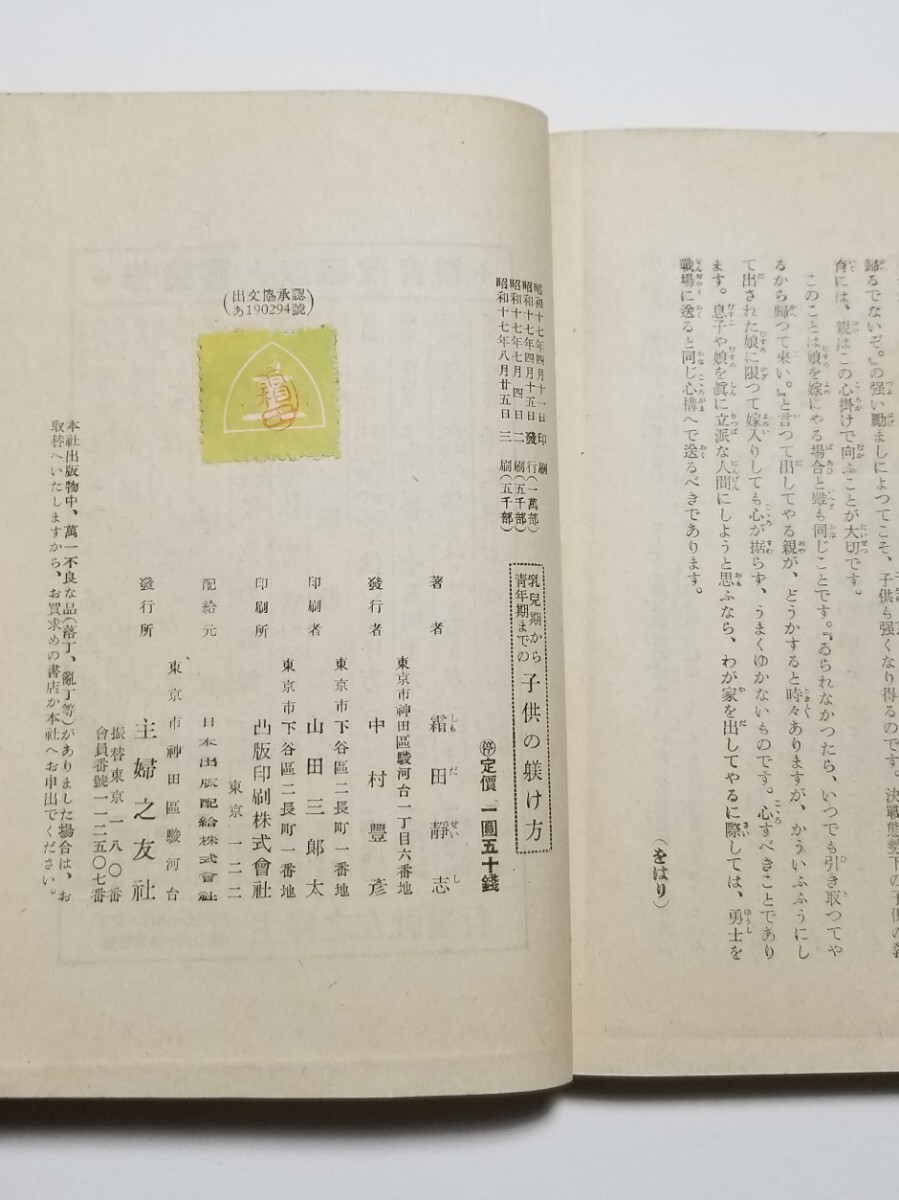 歸るでないぞ。』の强い勵ましによつてこそ、子供も强くなり得るのです。決戰態勢下の子供の敎
育には、親はこの心掛けで向ふことが大切です。
このことは娘を嫁にやる場合と雖も同じことです。『ゐられなかつたら、いつでも引き取つてや
るから歸つて來い。』と言つて出してやる親が、どうかすると時々ありますが、かういふふうにし
て出された娘に限つて嫁入りしても心が据らず、うまくゆかないものです。心すべきことであり
ます。息子や娘を眞に立派な人間にしようと思ふなら、わが家を出してやるに際しては、勇士を
戰場に送ると同じ心構へで送るべきであります。
(をはり)
昭和十七年四月十一日印刷
昭和十七年四月十五日發行(一萬部)
昭和十七年七月四日二刷(五千部)
昭和十七年八月廿五日三刷(五千部)
乳兒期から
靑年期までの
子供の躾け方
㊕定價一圓五十錢
著者 霜田靜志
しもだせいし
東京市神田區駿河台一丁目六番地
發行者 中村豐彥
東京市下谷區二長町一番地
印刷者 山田三郞太
東京市下谷區二長町一番地
印刷所 凸版印刷株式會社
東京一二二
配給元 日本出版配給株式會社
東京市神田區駿河台
發行所 主婦之友社
振替東京一八〇番
會員番號一一二五〇七番
出文協承認
あ190294號
本社出版物中、萬一不良な品(落丁、亂丁等)がありました場合は、お
取替へいたしますから、お買求めの書店か本社へお申出でください。